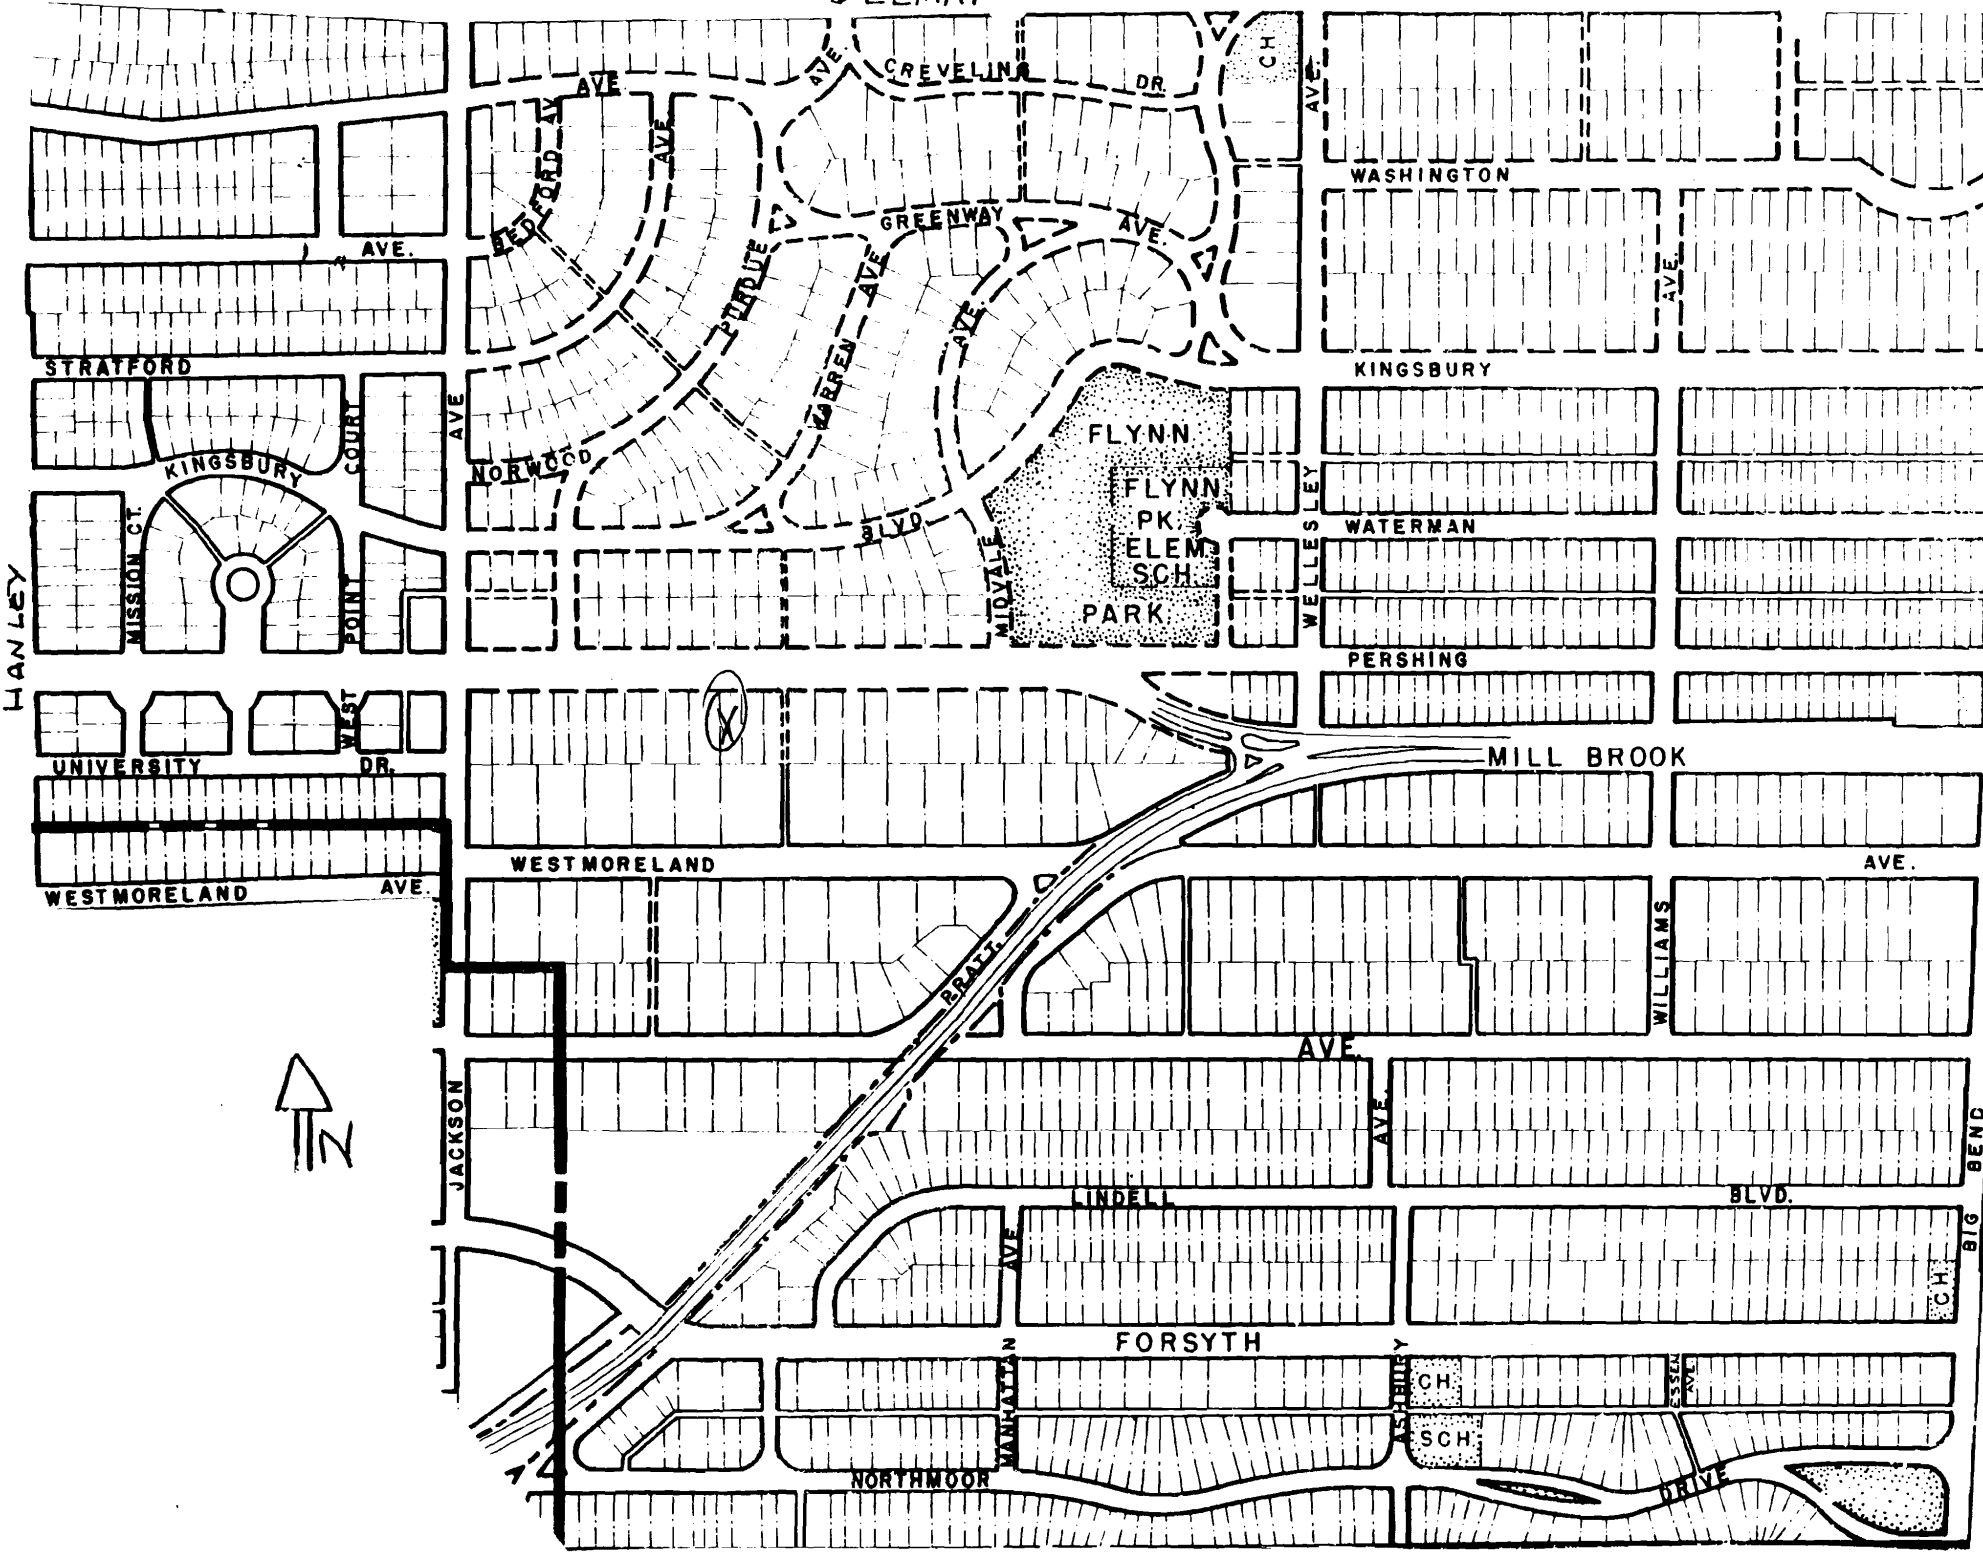 CREVELING
DR.
CH
AVE.
AVE
AVE.
BEDFORD AV
AVE
WASHINGTON
GREENWAY
AVE.
AVE.
PURDUE
WARREN AVE
AVE.
AVE.
STRATFORD
KINGSBURY
KINGSBURY
COURT
AVE
NORWOOD
FLYNN
FLYNN
PK.
ELEM
SCH
PARK
BLVD
MIDVALE
WELLESLEY
WATERMAN
MISSION CT.
WEST POINT
HANLEY
PERSHING
X
UNIVERSITY
DR.
MILL BROOK
WESTMORELAND
AVE.
WESTMORELAND
AVE.
PRATT
WILLIAMS
AVE.
N
JACKSON
AVE.
BIG BEND
LINDELL
BLVD.
AVE
CH
FORSYTH
MANHATTAN
ASHBURY
CH
SCH
AVE
NORTHMOOR
DRIVE